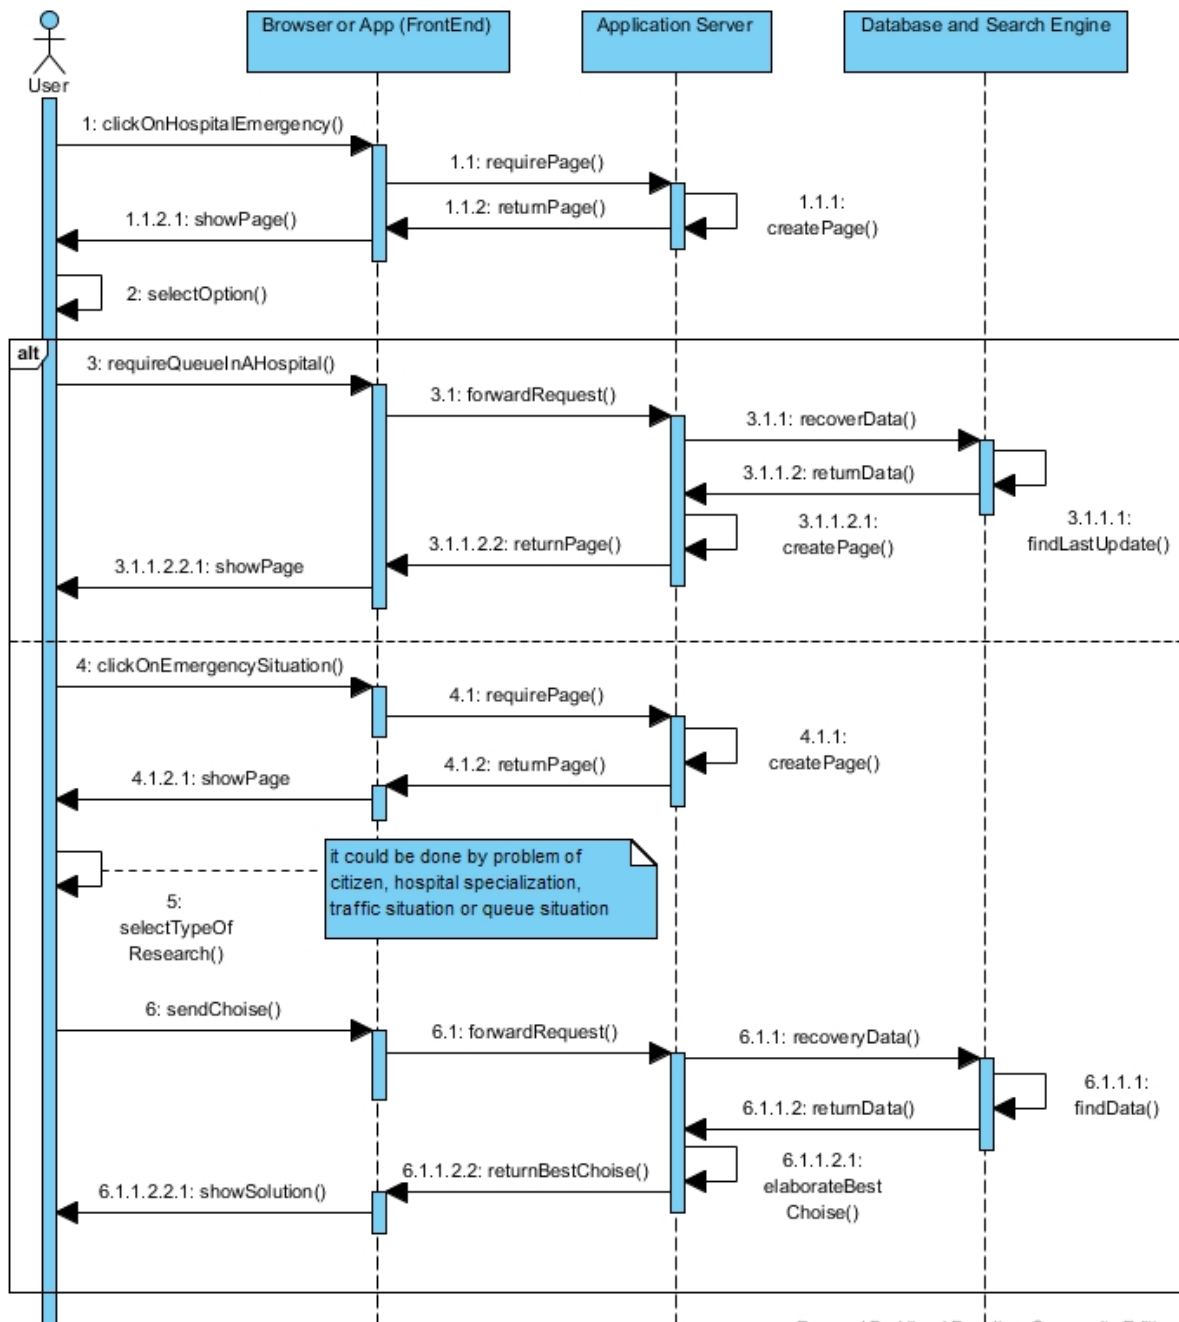 Browser or App (FrontEnd)
Application Server
Database and Search Engine
User
1: clickOnHospitalEmergency()
1.1: requirePage()
1.1.2: returnPage()
1.1.1:
createPage()
1.1.2.1: showPage()
2: selectOption()
alt
3: requireQueueInAHospital()
3.1: forwardRequest()
3.1.1: recoverData()
3.1.1.2: returnData()
3.1.1.1:
findLastUpdate()
3.1.1.2.1:
createPage()
3.1.1.2.2: returnPage()
3.1.1.2.2.1: showPage
4: clickOnEmergencySituation()
4.1: requirePage()
4.1.1:
createPage()
4.1.2: returnPage()
4.1.2.1: showPage
it could be done by problem of
citizen, hospital specialization,
traffic situation or queue situation
5:
selectTypeOf
Research()
6: sendChoise()
6.1: forwardRequest()
6.1.1: recoveryData()
6.1.1.1:
findData()
6.1.1.2: returnData()
6.1.1.2.1:
elaborateBest
Choise()
6.1.1.2.2: returnBestChoise()
6.1.1.2.2.1: showSolution()